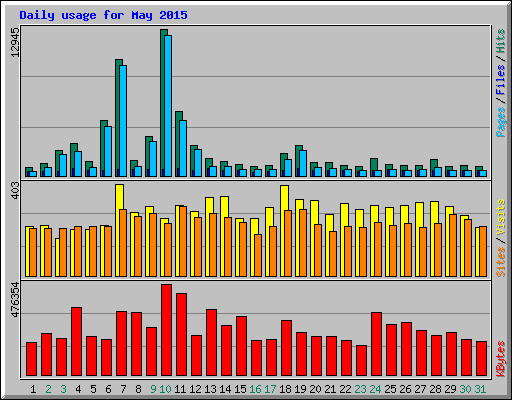 Daily usage for May 2015
12945
Pages / Files / Hits
403
Sites / Visits
476354
KBytes
1 2 3 4 5 6 7 8 9 10 11 12 13 14 15 16 17 18 19 20 21 22 23 24 25 26 27 28 29 30 31